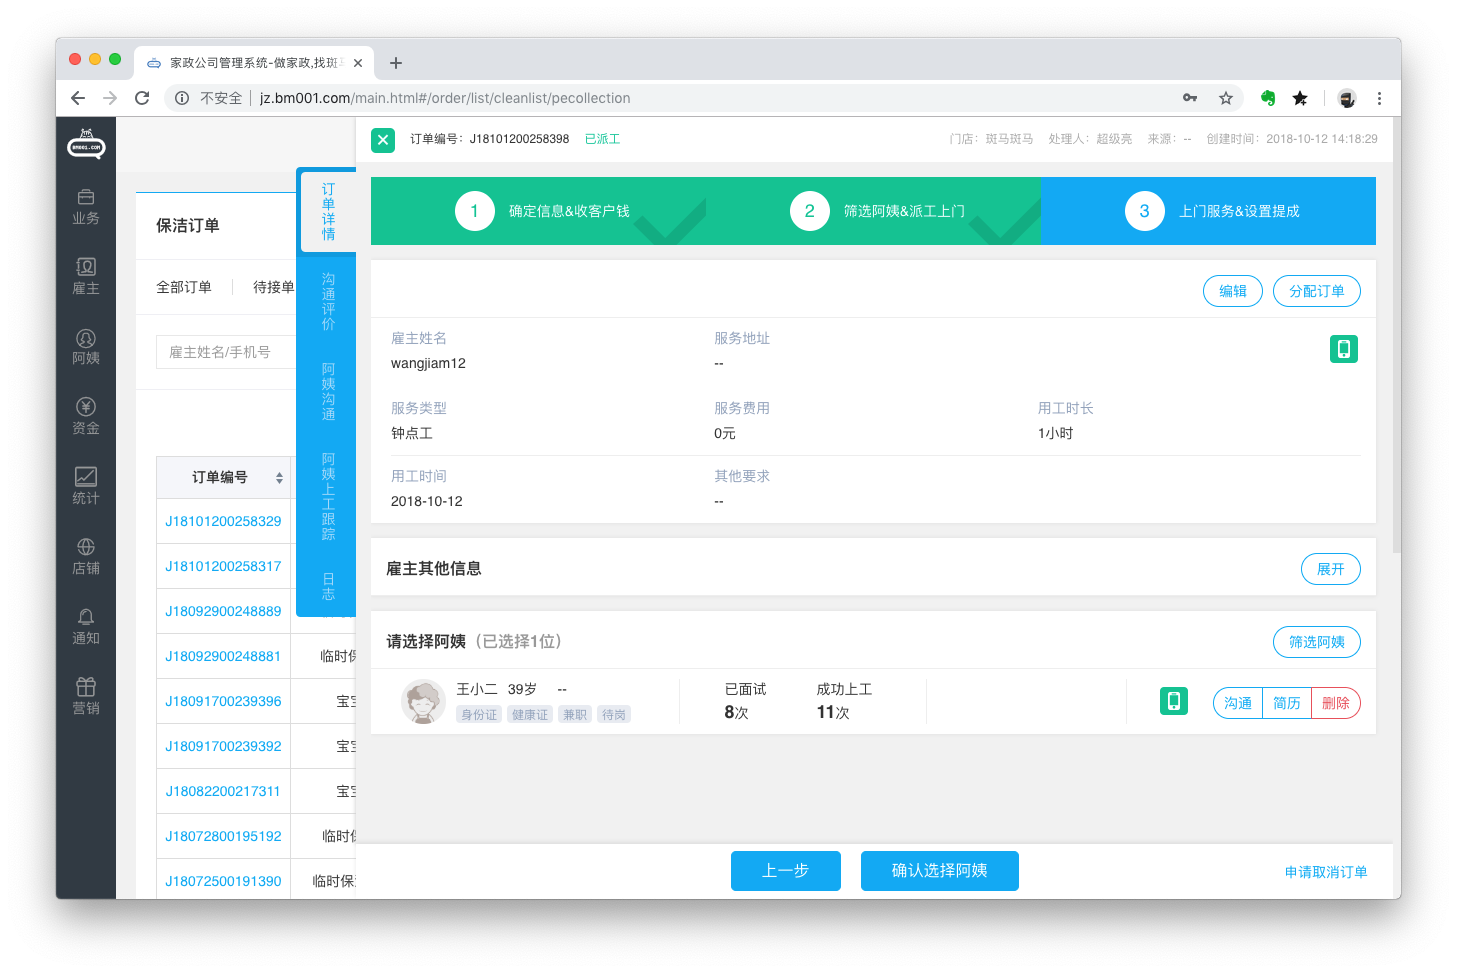 家政公司管理系统-做家政,找斑
不安全 jz.bm001.com/main.html#/order/list/cleanlist/pecollection
BM001.COM
业务
雇主
阿姨
资金
统计
店铺
通知
营销
保洁订单
全部订单 待接单
雇主姓名/手机号
订单编号
J18101200258329
J18101200258317
J18092900248889
J18092900248881 临时保
J18091700239396 宝宝
J18091700239392 宝宝
J18082200217311 宝宝
J18072800195192 临时保
J18072500191390 临时保
订单详情
沟通评价
阿姨沟通
阿姨上工跟踪
日志
订单编号：J18101200258398 已派工 门店：斑马斑马 处理人：超级亮 来源：-- 创建时间：2018-10-12 14:18:29
1 确定信息&收客户钱
2 筛选阿姨&派工上门
3 上门服务&设置提成
编辑 分配订单
雇主姓名 服务地址
wangjiam12 --
服务类型 服务费用 用工时长
钟点工 0元 1小时
用工时间 其他要求
2018-10-12 --
雇主其他信息 展开
请选择阿姨（已选择1位） 筛选阿姨
王小二 39岁 -- 已面试 成功上工
身份证 健康证 兼职 待岗 8次 11次
沟通 简历 删除
上一步 确认选择阿姨 申请取消订单